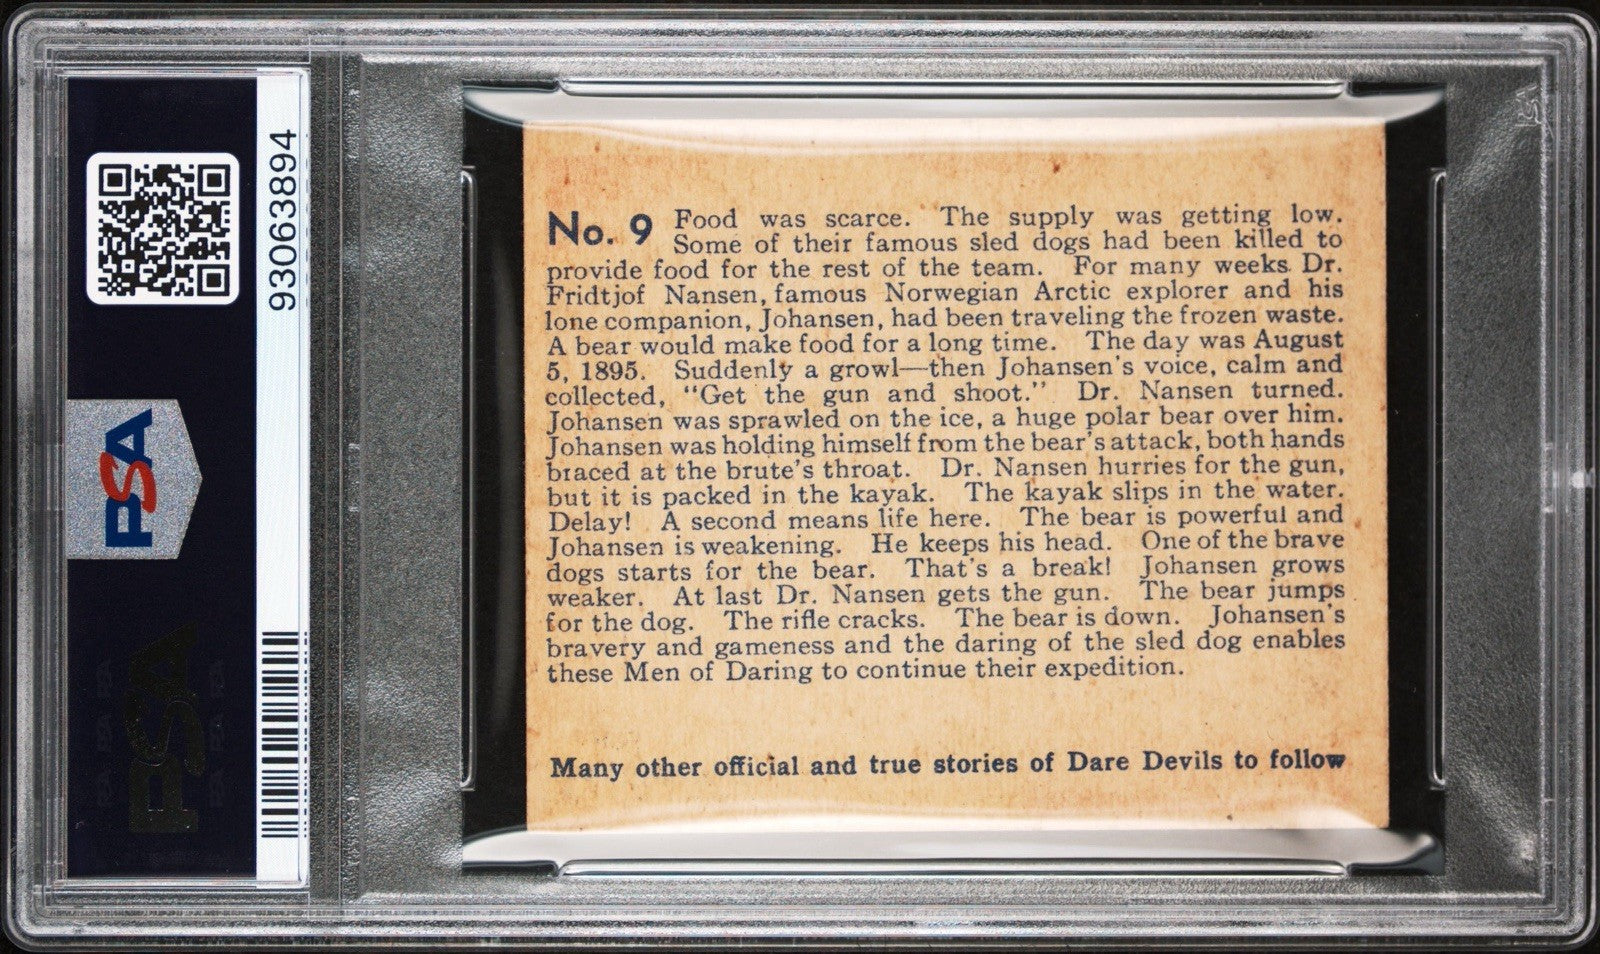 93063894
PSA
PSA
No. 9 Food was scarce. The supply was getting low.
Some of their famous sled dogs had been killed to
provide food for the rest of the team. For many weeks Dr.
Fridtjof Nansen, famous Norwegian Arctic explorer and his
lone companion, Johansen, had been traveling the frozen waste.
A bear would make food for a long time. The day was August
5, 1895. Suddenly a growl—then Johansen's voice, calm and
collected, "Get the gun and shoot." Dr. Nansen turned.
Johansen was sprawled on the ice, a huge polar bear over him.
Johansen was holding himself from the bear's attack, both hands
braced at the brute's throat. Dr. Nansen hurries for the gun,
but it is packed in the kayak. The kayak slips in the water.
Delay! A second means life here. The bear is powerful and
Johansen is weakening. He keeps his head. One of the brave
dogs starts for the bear. That's a break! Johansen grows
weaker. At last Dr. Nansen gets the gun. The bear jumps
for the dog. The rifle cracks. The bear is down. Johansen's
bravery and gameness and the daring of the sled dog enables
these Men of Daring to continue their expedition.
Many other official and true stories of Dare Devils to follow